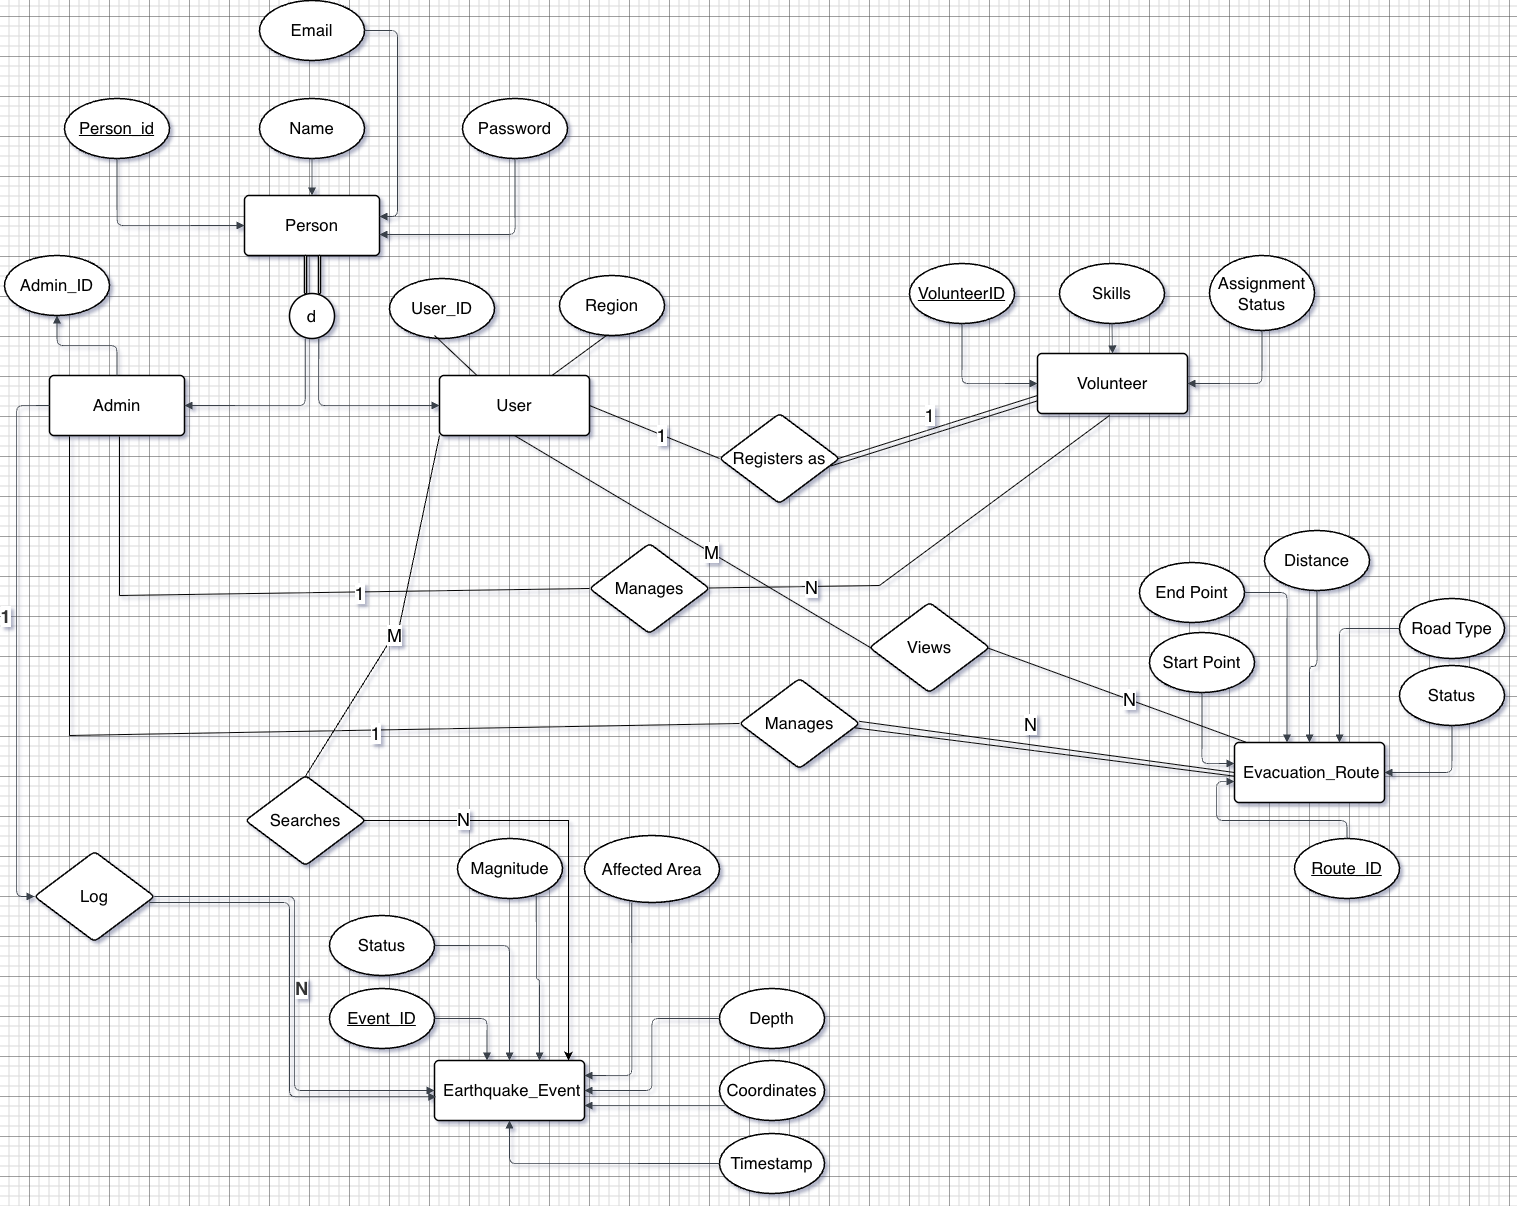 Email
Person_id
Name
Password
Person
Admin_ID
d
User_ID
Region
VolunteerID
Skills
Assignment
Status
Admin
User
Volunteer
1
1
Registers as
M
Distance
End Point
Manages
1
N
1
M
Views
Start Point
Road Type
Status
N
Manages
1
N
Evacuation_Route
Searches
N
Magnitude
Affected Area
Route_ID
Log
Status
N
Event_ID
Depth
Earthquake_Event
Coordinates
Timestamp